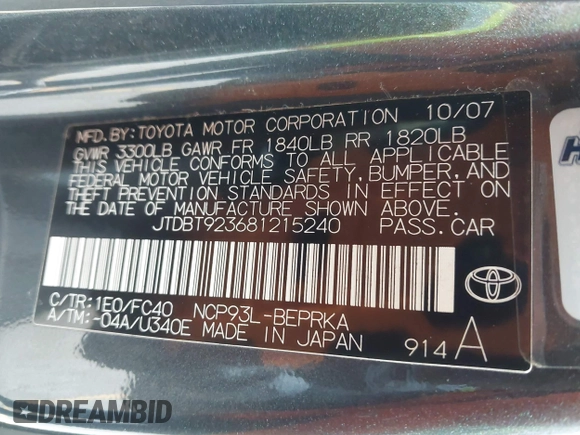 MFD. BY: TOYOTA MOTOR CORPORATION 10/07
GVWR 3300LB GAWR FR 1840LB RR 1820LB
THIS VEHICLE CONFORMS TO ALL APPLICABLE
FEDERAL MOTOR VEHICLE SAFETY, BUMPER, AND
THEFT PREVENTION STANDARDS IN EFFECT ON
THE DATE OF MANUFACTURE SHOWN ABOVE.
JTDBT923681215240 PASS. CAR
C/TR: 1E0/FC40 NCP93L-BEPRKA
A/TM: -04A/U340E MADE IN JAPAN 914A
DREAMBID